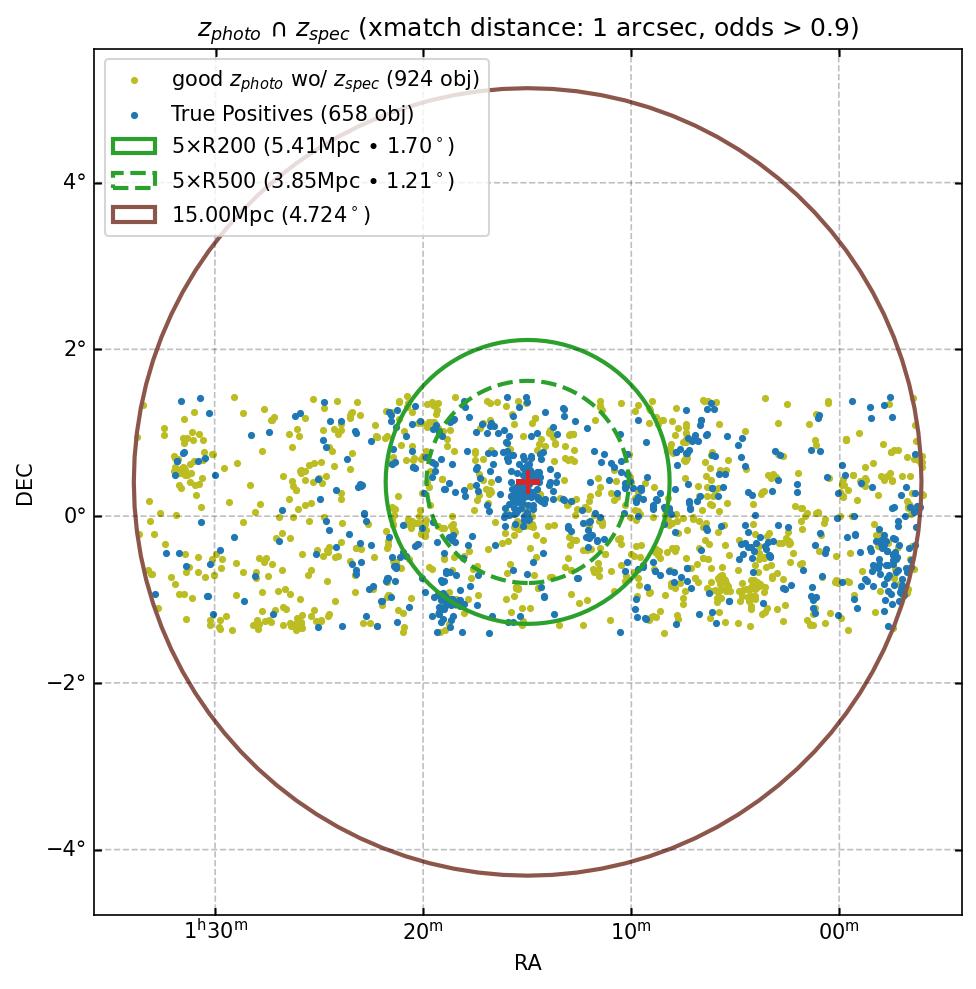 z_photo ∩ z_spec (xmatch distance: 1 arcsec, odds > 0.9)
good z_photo wo/ z_spec (924 obj)
True Positives (658 obj)
5×R200 (5.41Mpc • 1.70°)
5×R500 (3.85Mpc • 1.21°)
15.00Mpc (4.724°)
4°
2°
0°
−2°
−4°
DEC
1h30m 20m 10m 00m
RA